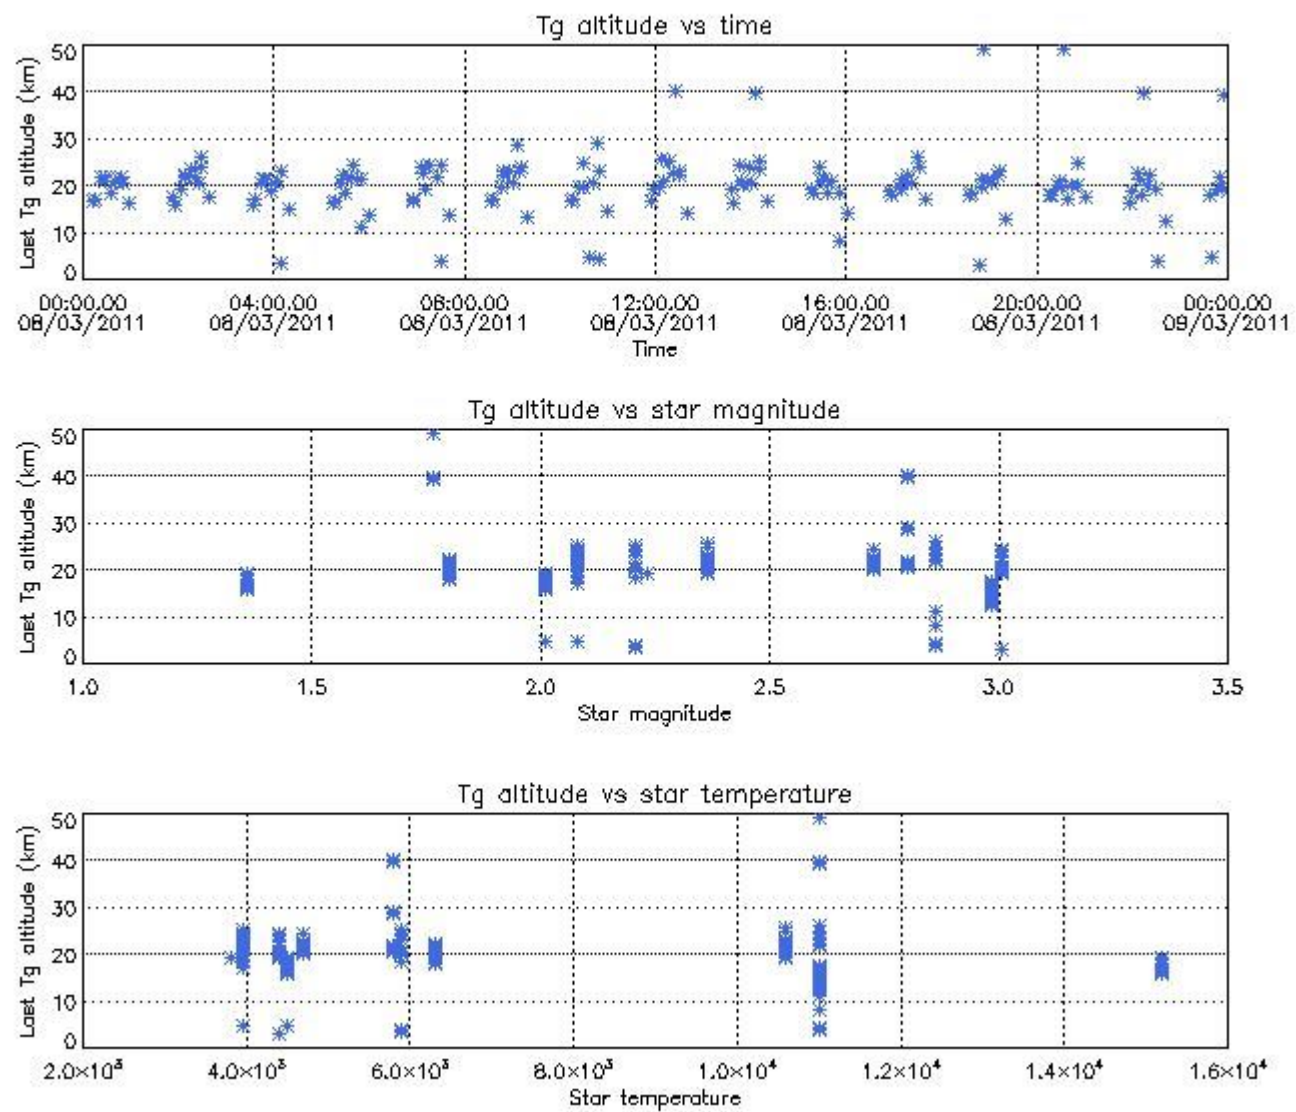 Tg altitude vs time
Last Tg altitude (km)
50
40
30
20
10
0
00:00.00 04:00.00 08:00.00 12:00.00 16:00.00 20:00.00 00:00.00
08/03/2011 08/03/2011 08/03/2011 08/03/2011 08/03/2011 08/03/2011 09/03/2011
Time
Tg altitude vs star magnitude
Last Tg altitude (km)
50
40
30
20
10
0
1.0 1.5 2.0 2.5 3.0 3.5
Star magnitude
Tg altitude vs star temperature
Last Tg altitude (km)
50
40
30
20
10
0
2.0×10³ 4.0×10³ 6.0×10³ 8.0×10³ 1.0×10⁴ 1.2×10⁴ 1.4×10⁴ 1.6×10⁴
Star temperature